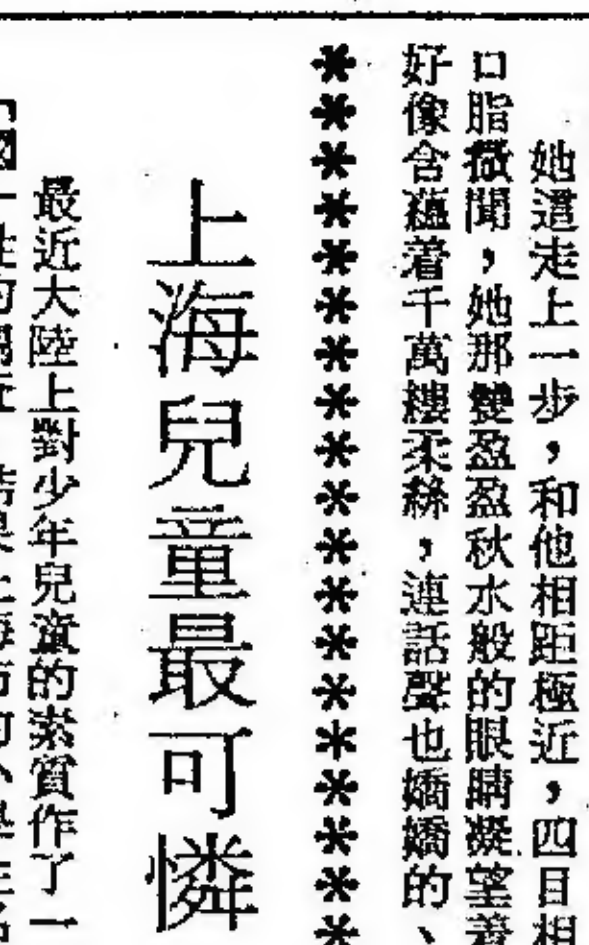 她還走上一步，和他相距極近，四目相
口脂微聞，她那雙盈盈秋水般的眼睛凝望着
好像含蘊着千萬縷柔絲，連話聲也嬌嬌的、
******************
上海兒童最可憐
最近大陸上對少年兒童的素質作了一